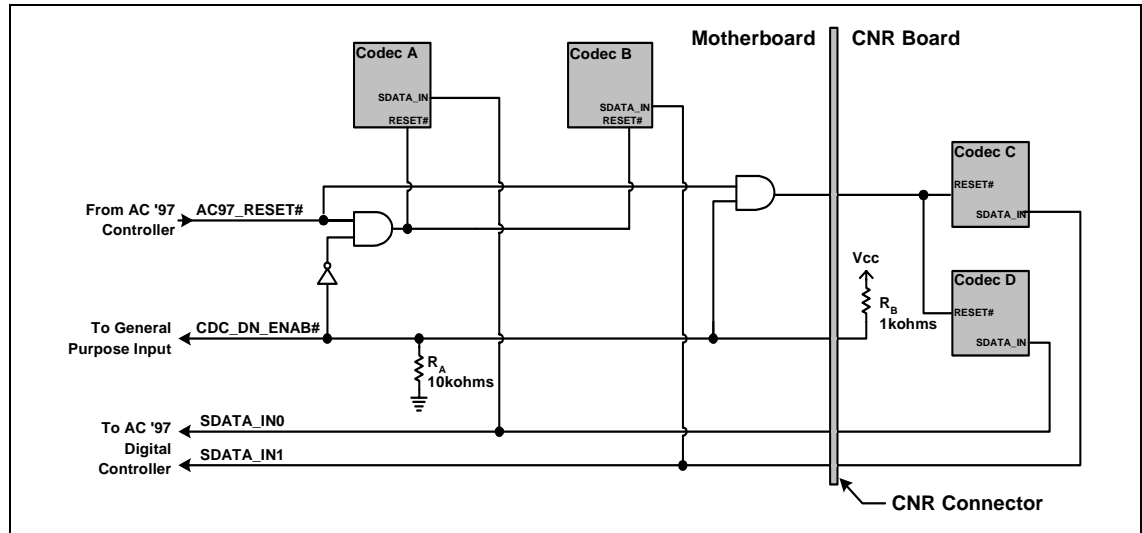 Motherboard
CNR Board
Codec A
SDATA_IN
RESET#
Codec B
SDATA_IN
RESET#
Codec C
RESET#
SDATA_IN
From AC '97
Controller
AC97_RESET#
Vcc
R_B
1kohms
Codec D
RESET#
SDATA_IN
To General
Purpose Input
CDC_DN_ENAB#
R_A
10kohms
To AC '97
Digital
Controller
SDATA_IN0
SDATA_IN1
CNR Connector